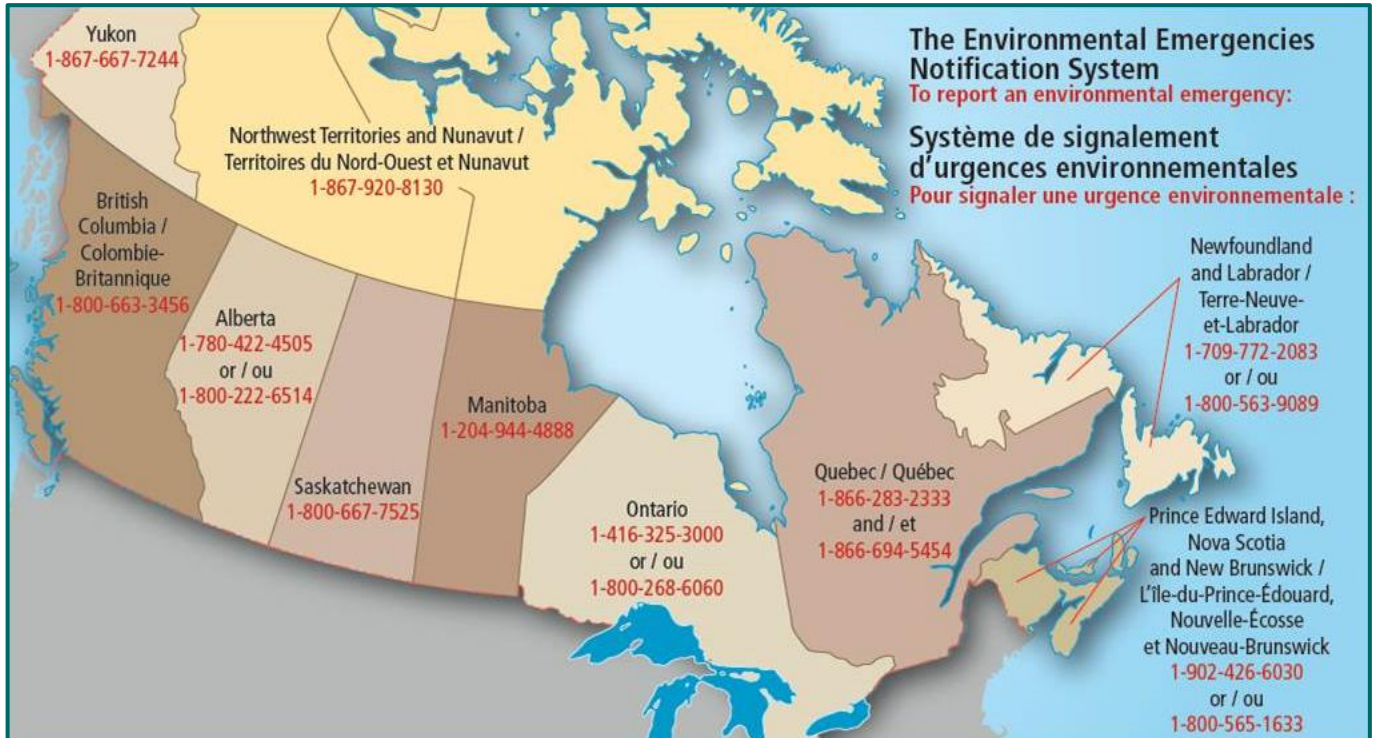 The Environmental Emergencies
Notification System
To report an environmental emergency:
Système de signalement
d'urgences environnementales
Pour signaler une urgence environnementale :
Yukon
1-867-667-7244
Northwest Territories and Nunavut /
Territoires du Nord-Ouest et Nunavut
1-867-920-8130
British
Columbia /
Colombie-
Britannique
1-800-663-3456
Alberta
1-780-422-4505
or / ou
1-800-222-6514
Saskatchewan
1-800-667-7525
Manitoba
1-204-944-4888
Ontario
1-416-325-3000
or / ou
1-800-268-6060
Quebec / Québec
1-866-283-2333
and / et
1-866-694-5454
Newfoundland
and Labrador /
Terre-Neuve-
et-Labrador
1-709-772-2083
or / ou
1-800-563-9089
Prince Edward Island,
Nova Scotia
and New Brunswick /
L'île-du-Prince-Édouard,
Nouvelle-Écosse
et Nouveau-Brunswick
1-902-426-6030
or / ou
1-800-565-1633